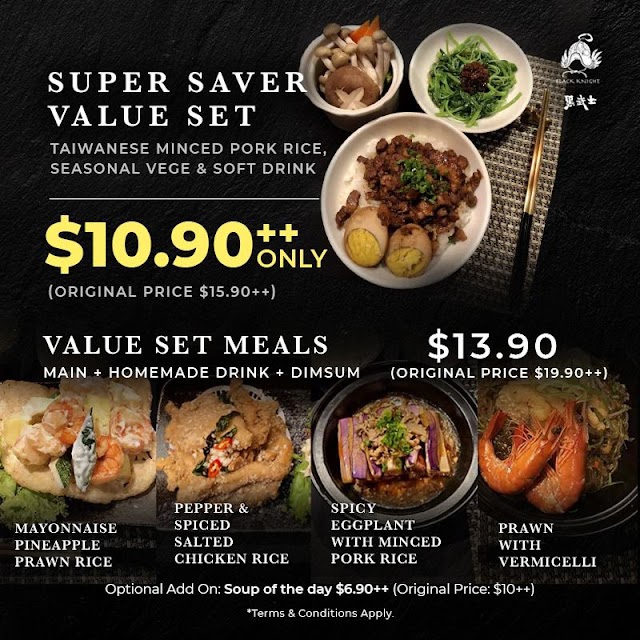 BLACK KNIGHT
黑武士
SUPER SAVER
VALUE SET
TAIWANESE MINCED PORK RICE,
SEASONAL VEGE & SOFT DRINK
$10.90++
ONLY
(ORIGINAL PRICE $15.90++)
VALUE SET MEALS
MAIN + HOMEMADE DRINK + DIMSUM
$13.90
(ORIGINAL PRICE $19.90++)
MAYONNAISE
PINEAPPLE
PRAWN RICE
PEPPER &
SPICED
SALTED
CHICKEN RICE
SPICY
EGGPLANT
WITH MINCED
PORK RICE
PRAWN
WITH
VERMICELLI
Optional Add On: Soup of the day $6.90++ (Original Price: $10++)
*Terms & Conditions Apply.